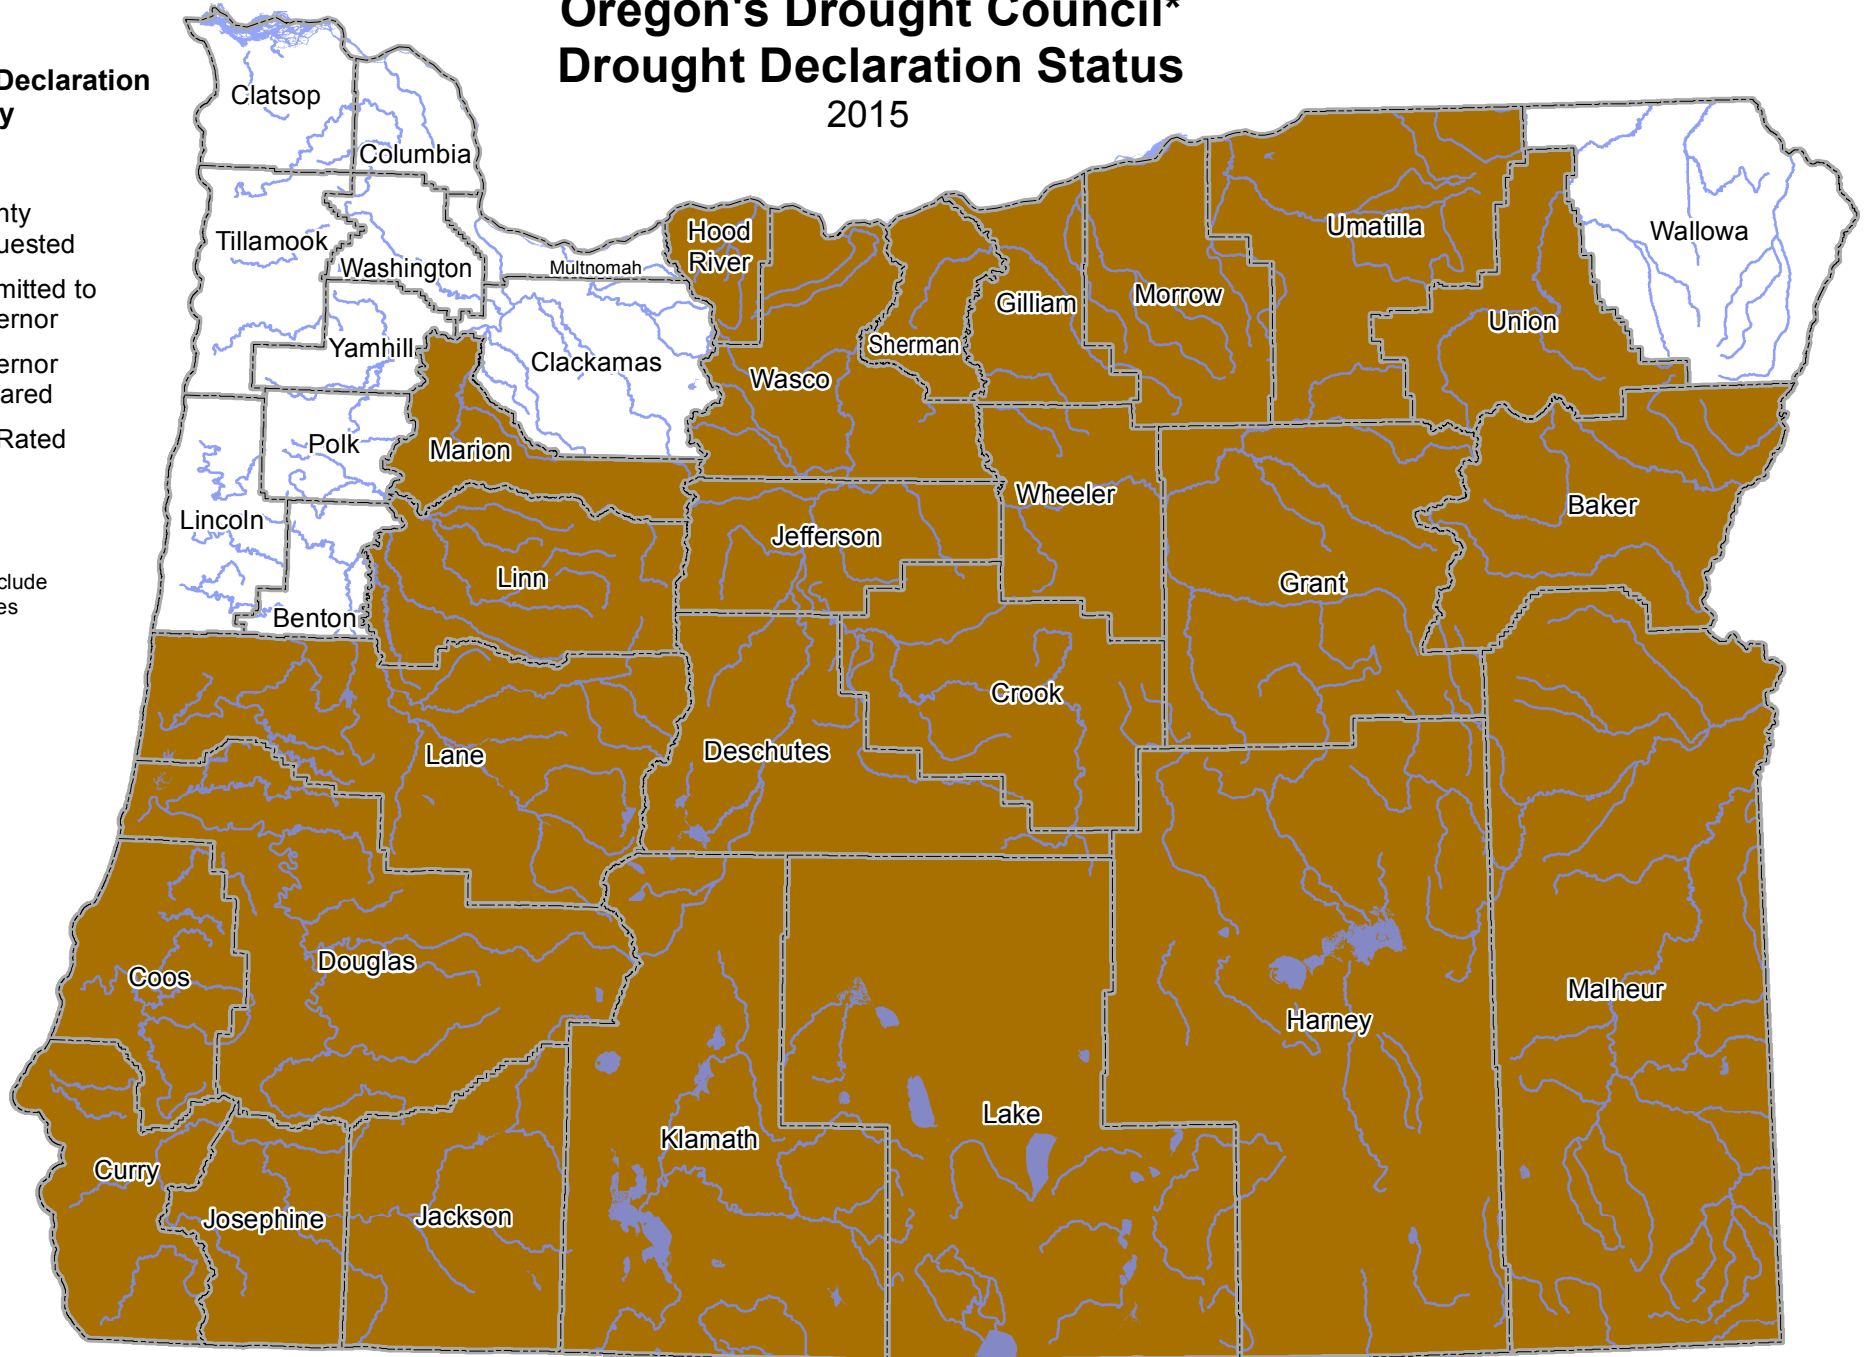 Oregon's Drought Council*
Drought Declaration Status
2015
Declaration
y
nty
uested
mitted to
ernor
ernor
ared
Rated
clude
es
Clatsop
Columbia
Tillamook
Washington
Multnomah
Hood
River
Yamhill
Clackamas
Wasco
Sherman
Gilliam
Morrow
Umatilla
Union
Wallowa
Polk
Marion
Lincoln
Benton
Linn
Jefferson
Wheeler
Grant
Baker
Lane
Deschutes
Crook
Coos
Douglas
Klamath
Lake
Harney
Malheur
Curry
Josephine
Jackson